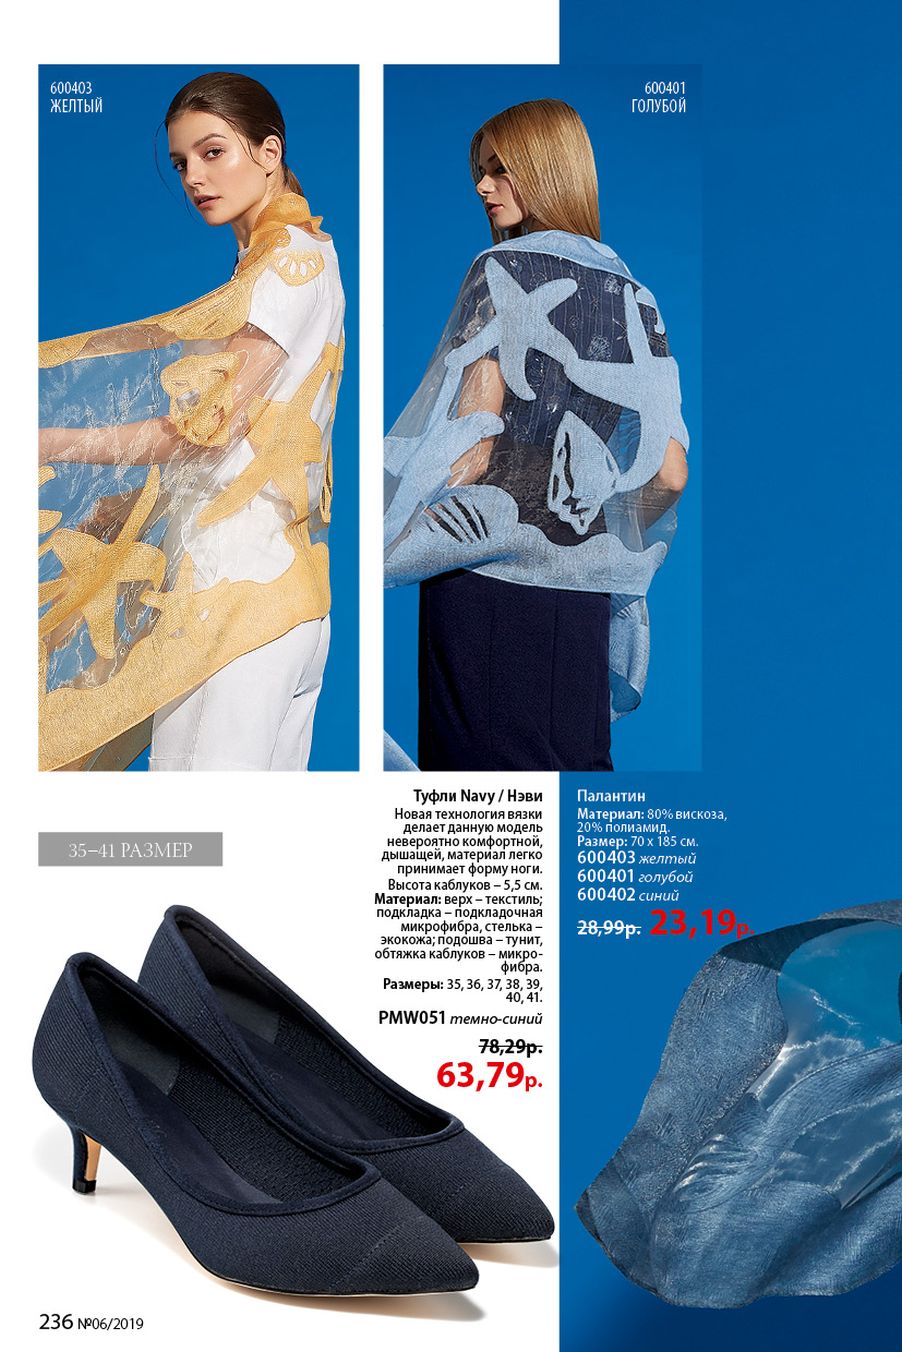 600403
ЖЕЛТЫЙ
600401
ГОЛУБОЙ
35–41 РАЗМЕР
Туфли Navy / Нэви
Новая технология вязки
делает данную модель
невероятно комфортной,
дышащей, материал легко
принимает форму ноги.
Высота каблуков – 5,5 см.
Материал: верх – текстиль;
подкладка – подкладочная
микрофибра, стелька –
экокожа; подошва – тунит,
обтяжка каблуков – микро-
фибра.
Размеры: 35, 36, 37, 38, 39,
40, 41.
PMW051 темно-синий
78,29р.
63,79р.
Палантин
Материал: 80% вискоза,
20% полиамид.
Размер: 70 x 185 см.
600403 желтый
600401 голубой
600402 синий
28,99р. 23,19р.
236 №06/2019